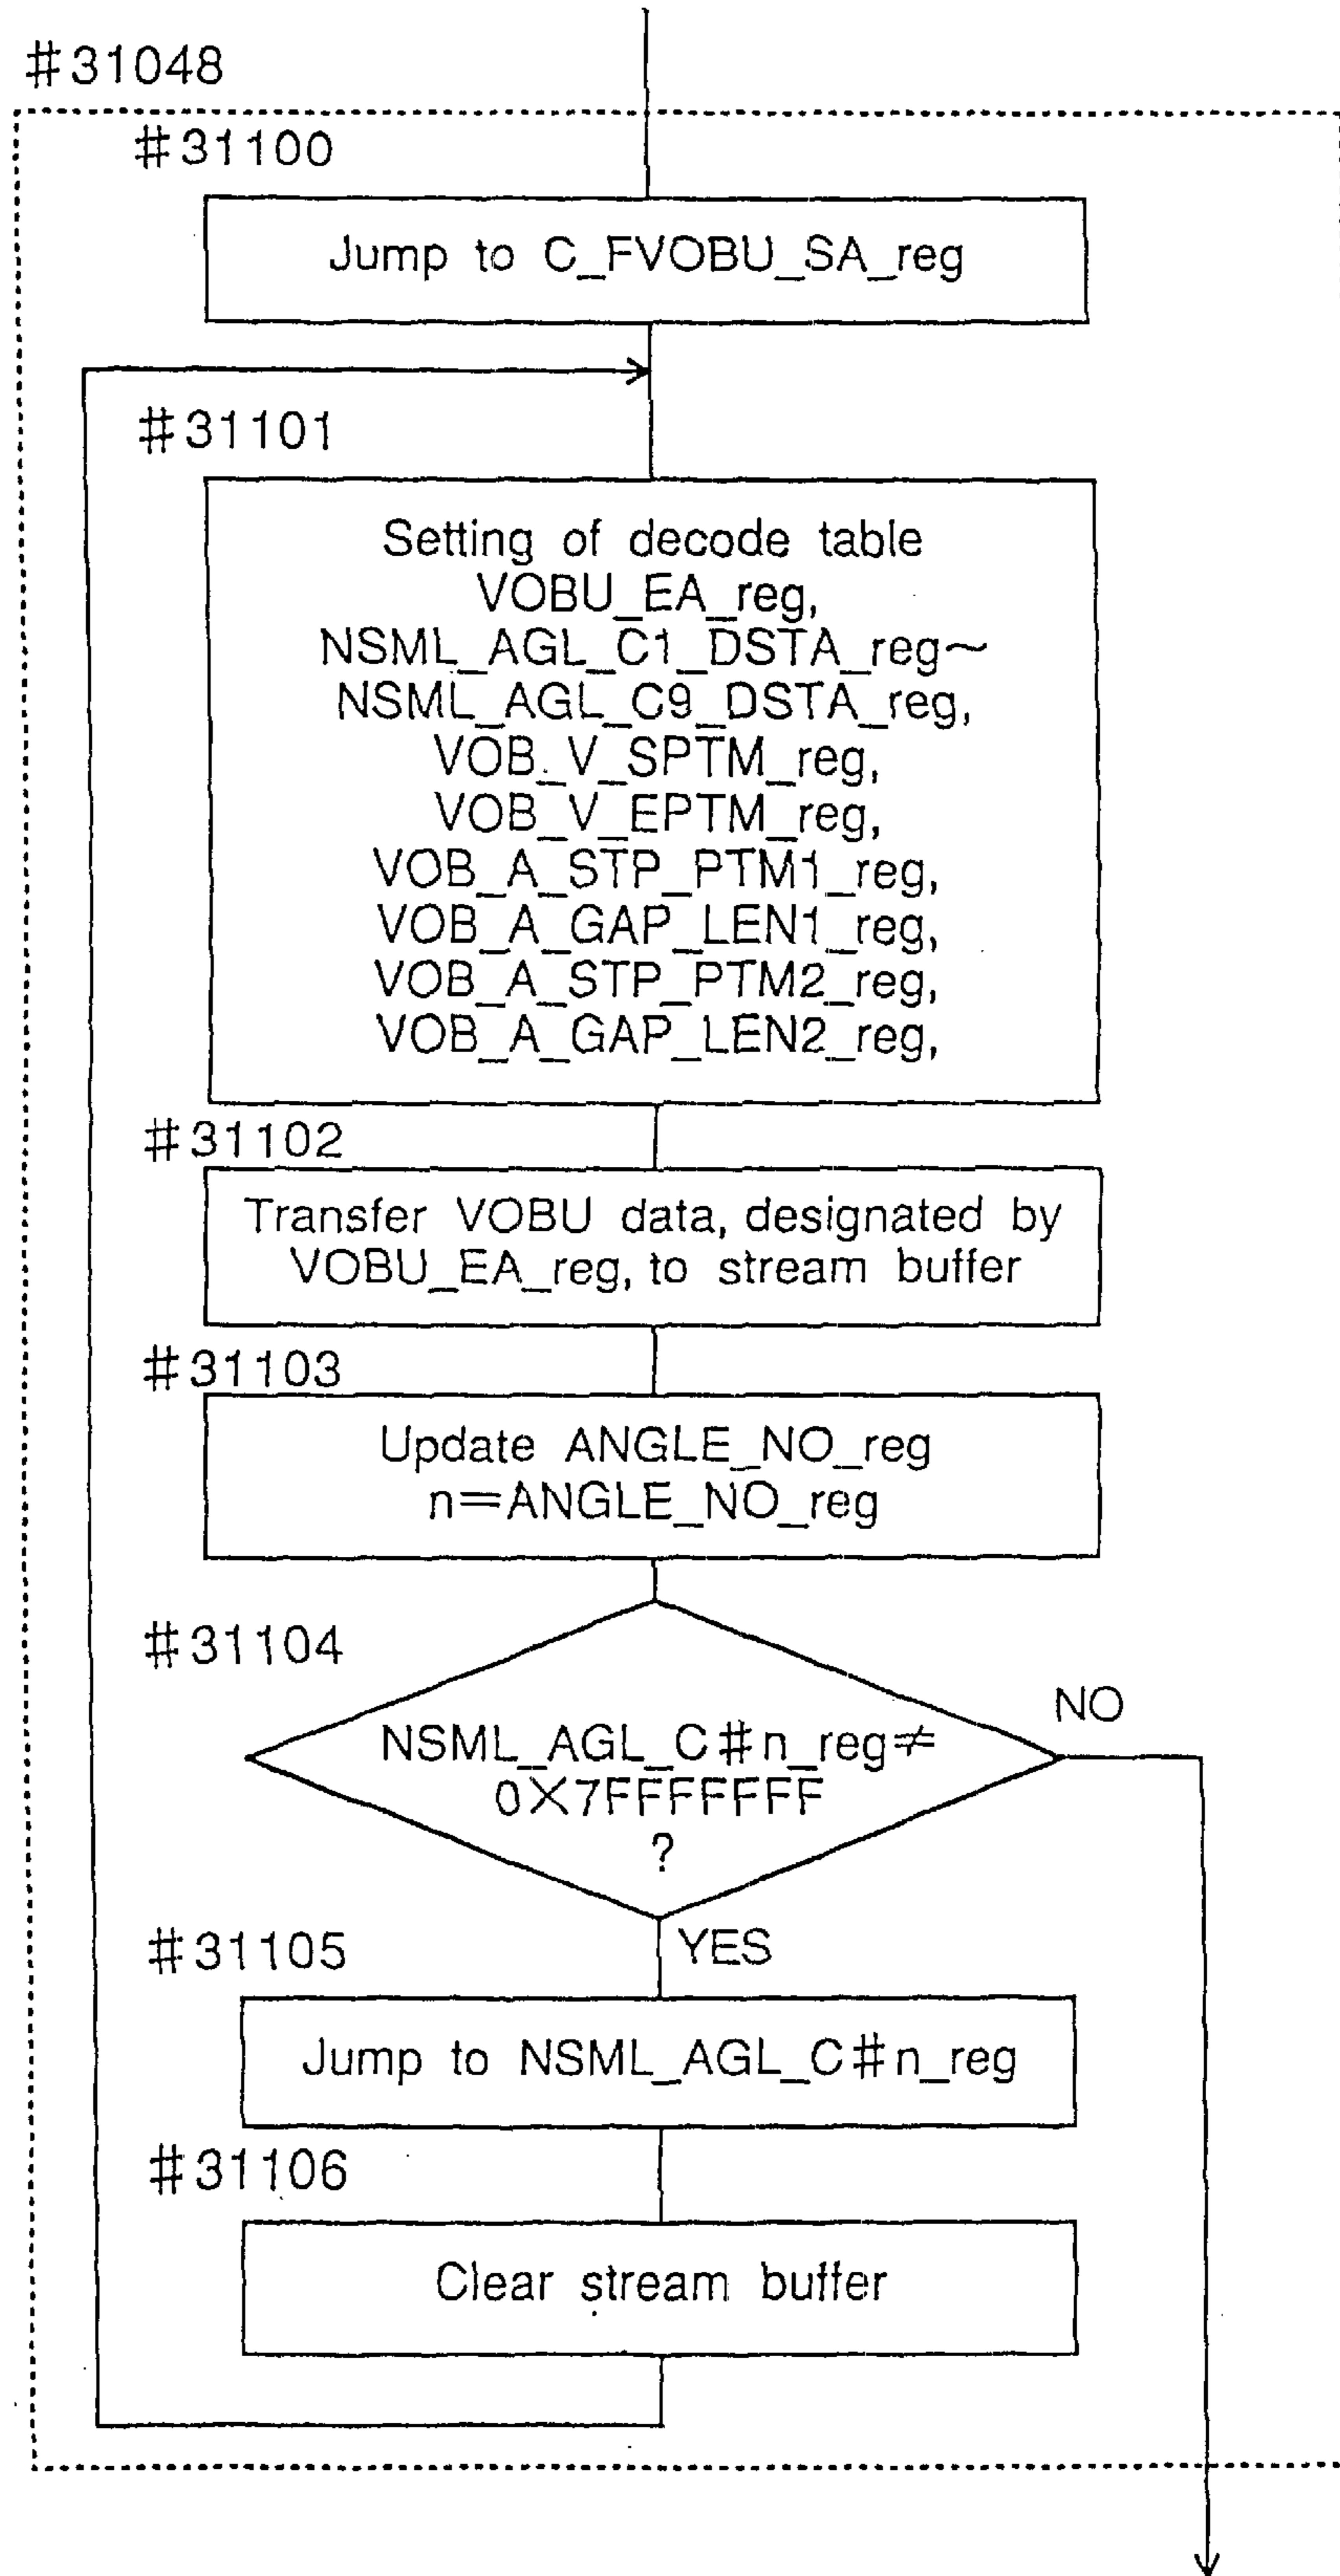 #31048
#31100
Jump to C_FVOBU_SA_reg
#31101
Setting of decode table
VOBU_EA_reg,
NSML_AGL_C1_DSTA_reg~
NSML_AGL_C9_DSTA_reg,
VOB_V_SPTM_reg,
VOB_V_EPTM_reg,
VOB_A_STP_PTM1_reg,
VOB_A_GAP_LEN1_reg,
VOB_A_STP_PTM2_reg,
VOB_A_GAP_LEN2_reg,
#31102
Transfer VOBU data, designated by
VOBU_EA_reg, to stream buffer
#31103
Update ANGLE_NO_reg
n=ANGLE_NO_reg
#31104
NO
NSML_AGL_C#n_reg≠
0X7FFFFFFF
?
YES
#31105
Jump to NSML_AGL_C#n_reg
#31106
Clear stream buffer